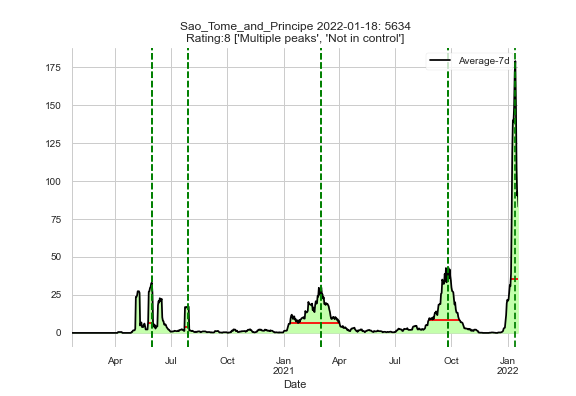 Sao_Tome_and_Principe 2022-01-18: 5634
Rating:8 ['Multiple peaks', 'Not in control']
Average-7d
175
150
125
100
75
50
25
0
Apr Jul Oct Jan Apr Jul Oct Jan
2021 2022
Date